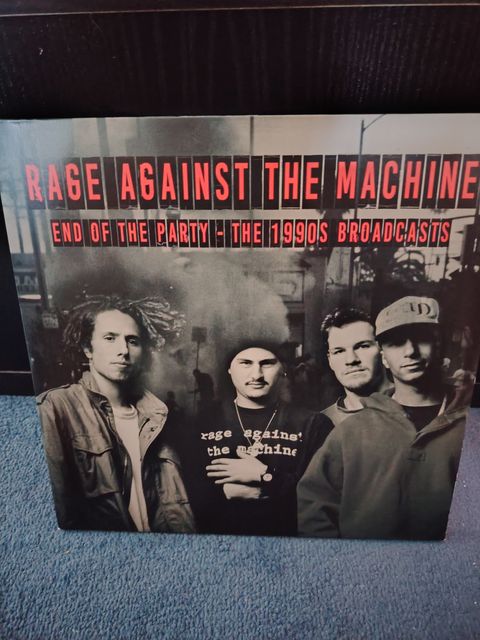 RAGE AGAINST THE MACHINE
END OF THE PARTY - THE 1990S BROADCASTS
rage against
the machine